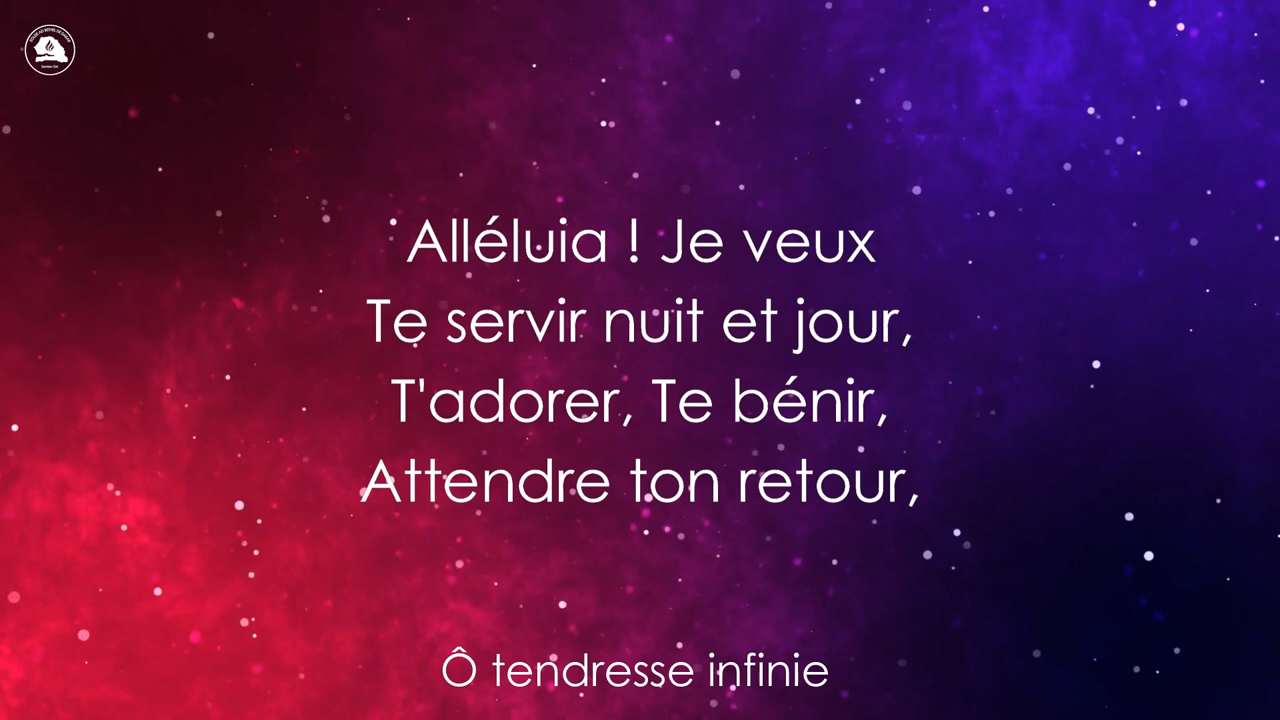 Alléluia ! Je veux
Te servir nuit et jour,
T'adorer, Te bénir,
Attendre ton retour,
Ô tendresse infinie